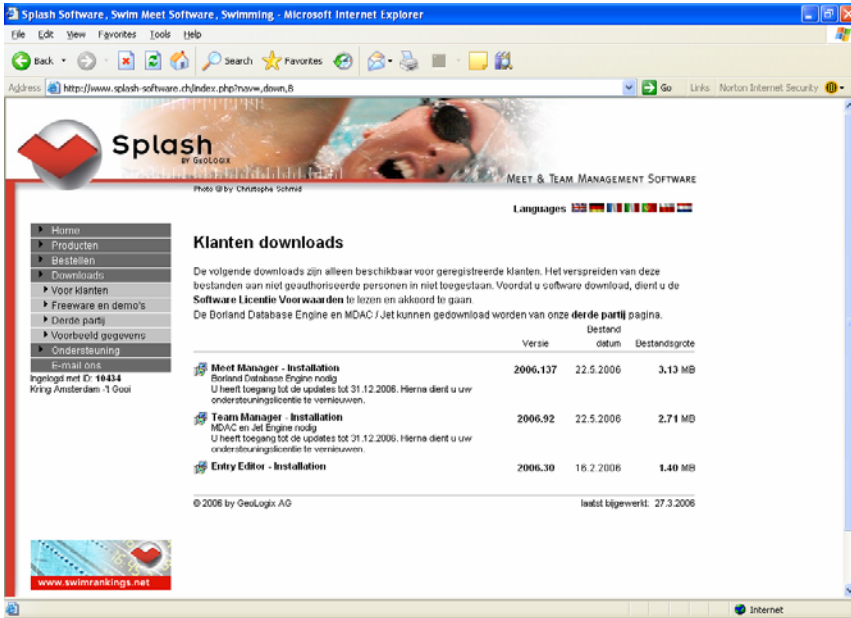 Splash Software, Swim Meet Software, Swimming - Microsoft Internet Explorer
File Edit View Favorites Tools Help
Back Search Favorites
Address http://www.splash-software.ch/index.php?nav=,down,8 Go Links Norton Internet Security
Splash
BY GEOLOGIX
MEET & TEAM MANAGEMENT SOFTWARE
Photo © by Christophe Schmid
Languages
Home
Producten
Bestellen
Downloads
Voor klanten
Freeware en demo's
Derde partij
Voorbeeld gegevens
Ondersteuning
E-mail ons
Ingelogd met ID: 10434
Kring Amsterdam -'t Gooi
www.swimrankings.net
Klanten downloads
De volgende downloads zijn alleen beschikbaar voor geregistreerde klanten. Het verspreiden van deze
bestanden aan niet geauthoriseerde personen in niet toegestaan. Voordat u software download, dient u de
Software Licentie Voorwaarden te lezen en akkoord te gaan.
De Borland Database Engine en MDAC / Jet kunnen gedownload worden van onze derde partij pagina.
Bestand
Versie datum Bestandsgrote
Meet Manager - Installation 2006.137 22.5.2006 3.13 MB
Borland Database Engine nodig
U heeft toegang tot de updates tot 31.12.2006. Hierna dient u uw
ondersteuningslicentie te vernieuwen.
Team Manager - Installation 2006.92 22.5.2006 2.71 MB
MDAC en Jet Engine nodig
U heeft toegang tot de updates tot 31.12.2006. Hierna dient u uw
ondersteuningslicentie te vernieuwen.
Entry Editor - Installation 2006.30 16.2.2006 1.40 MB
© 2006 by GeoLogix AG laatst bijgewerkt: 27.3.2006
Internet